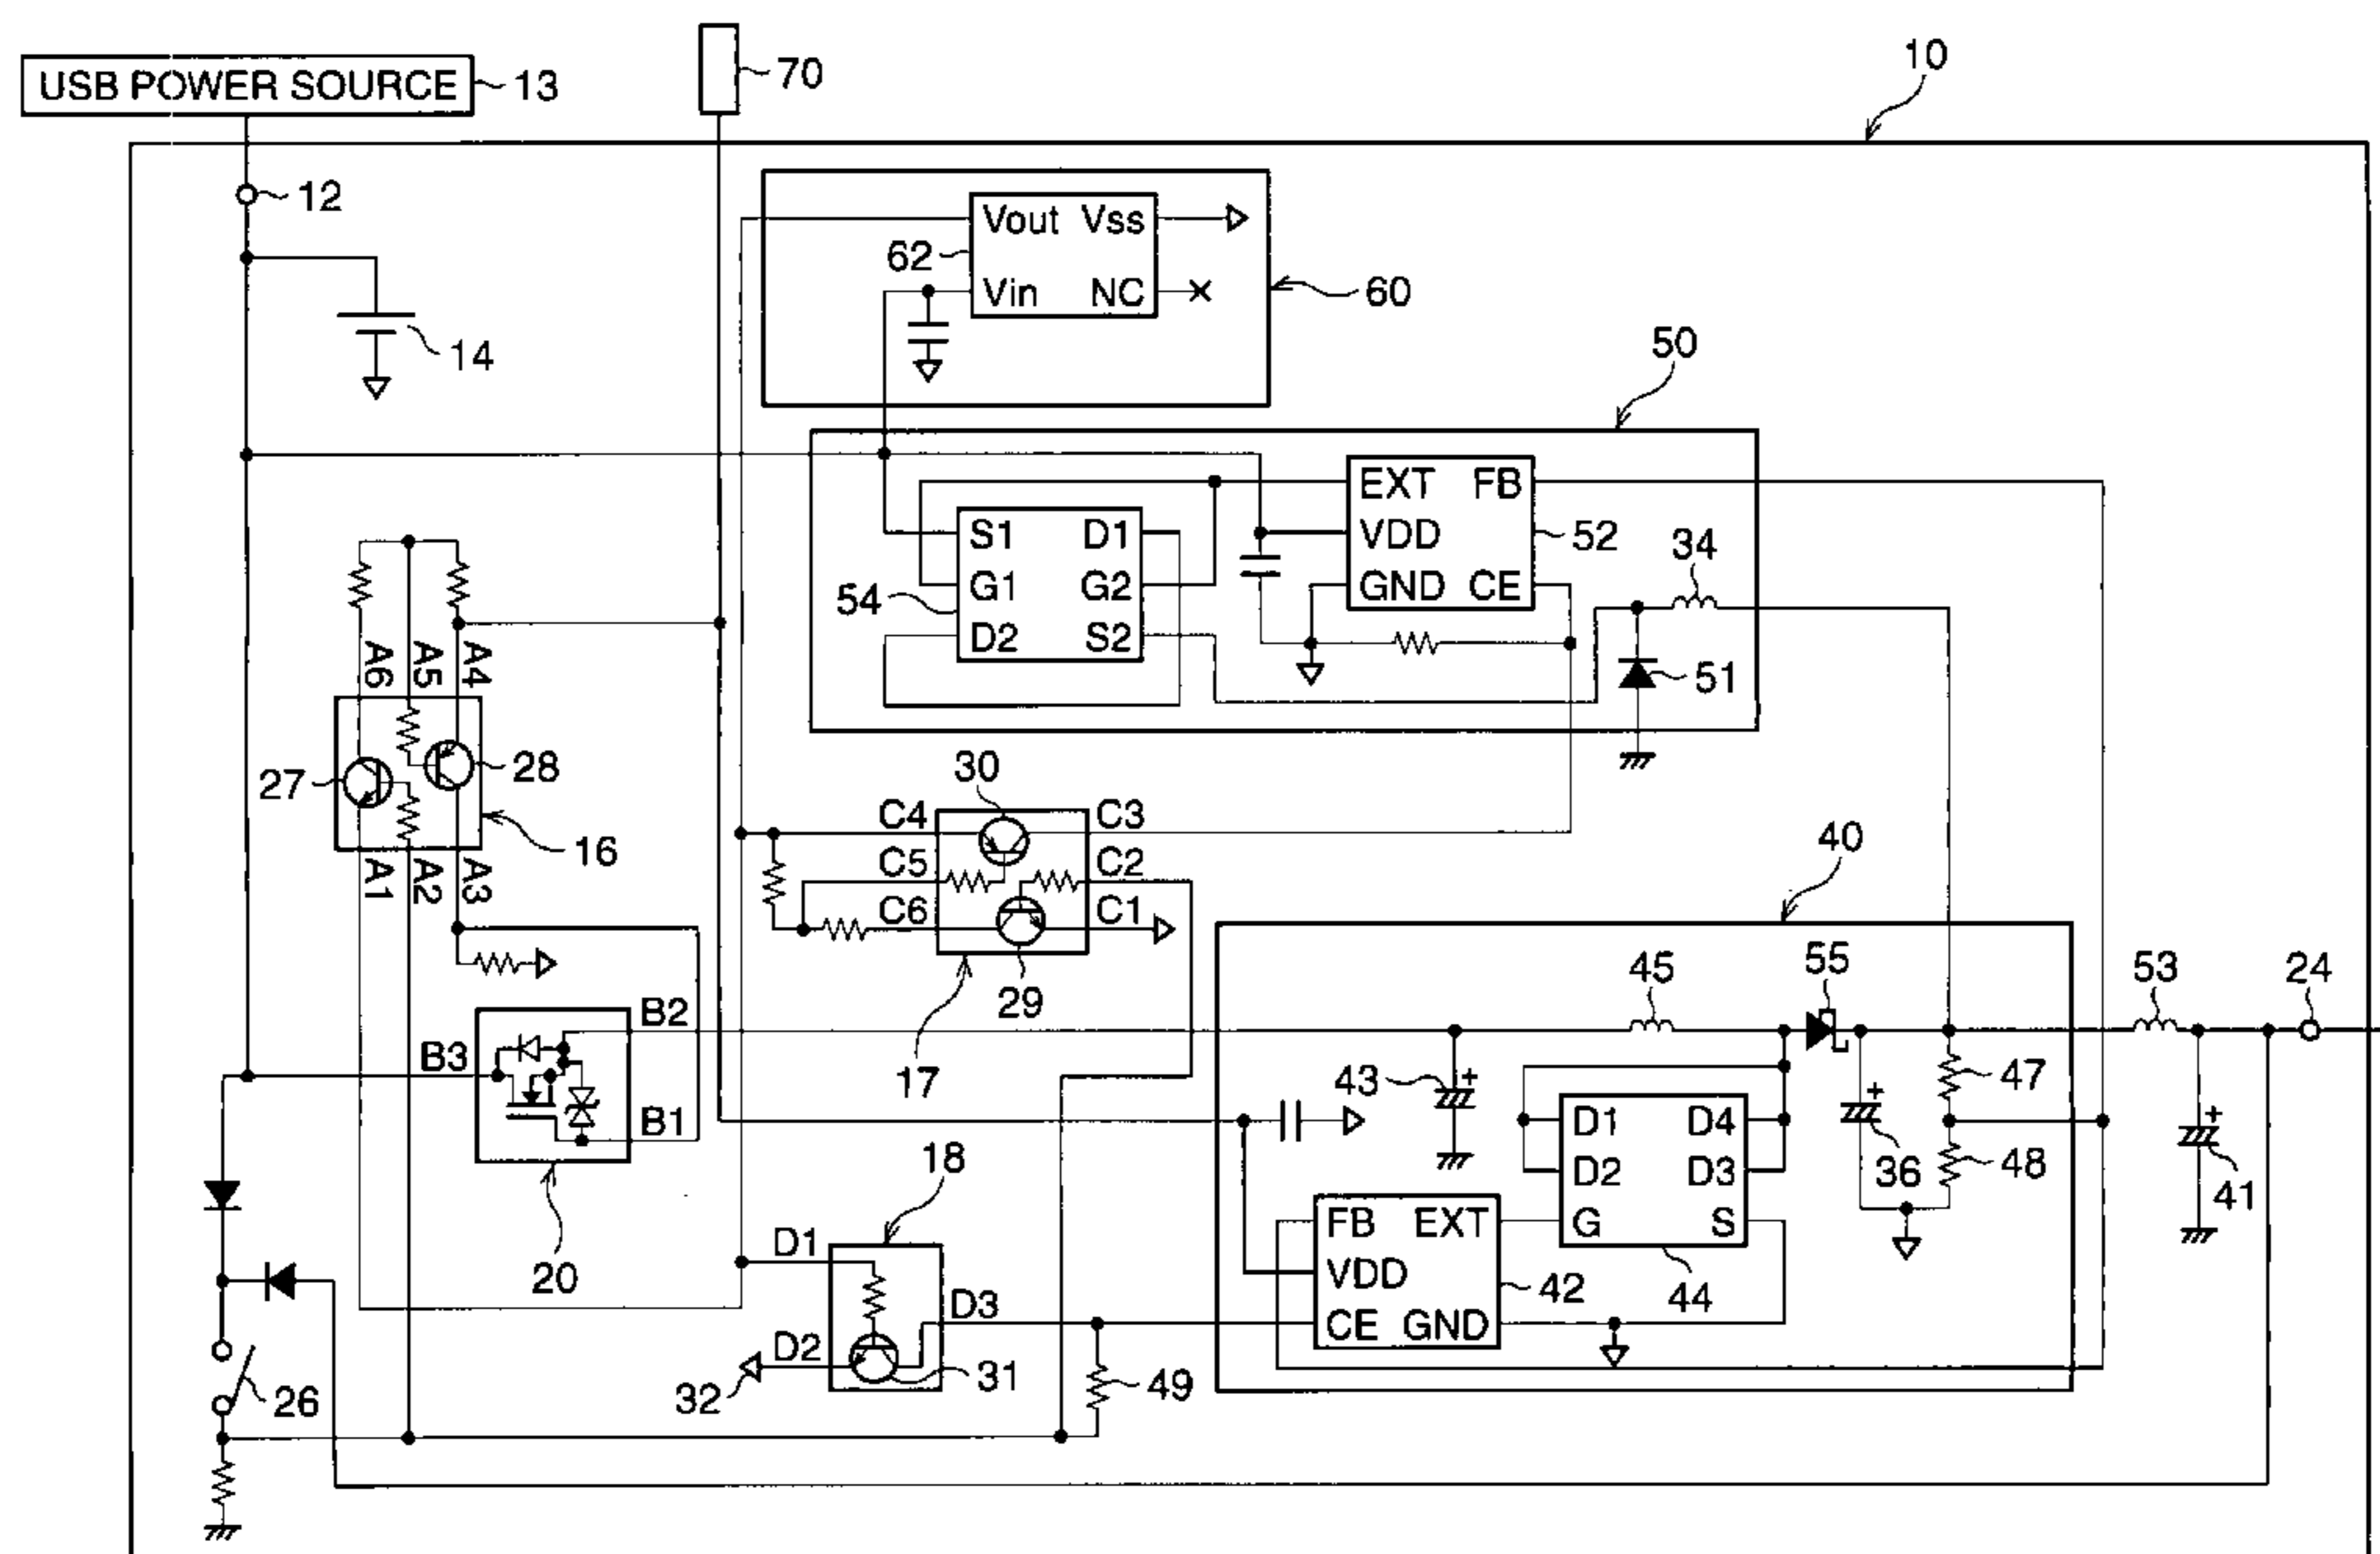 10
USB POWER SOURCE 13
70
12
Vout Vss
62
Vin NC
60
14
50
EXT FB
S1 D1
VDD
52
34
G1 G2
GND CE
54
D2 S2
A6 A5 A4
51
27
28
30
C4 C3
16
C5 C2
40
A1 A2 A3
C6 C1
29
45
55
53
24
B2
B3
17
43
+
47
+
+
B1
D1 D4
D2 D3
36
48
41
18
20
D1
FB EXT
G S
VDD
42
44
D3
CE GND
D2
31
32
49
26